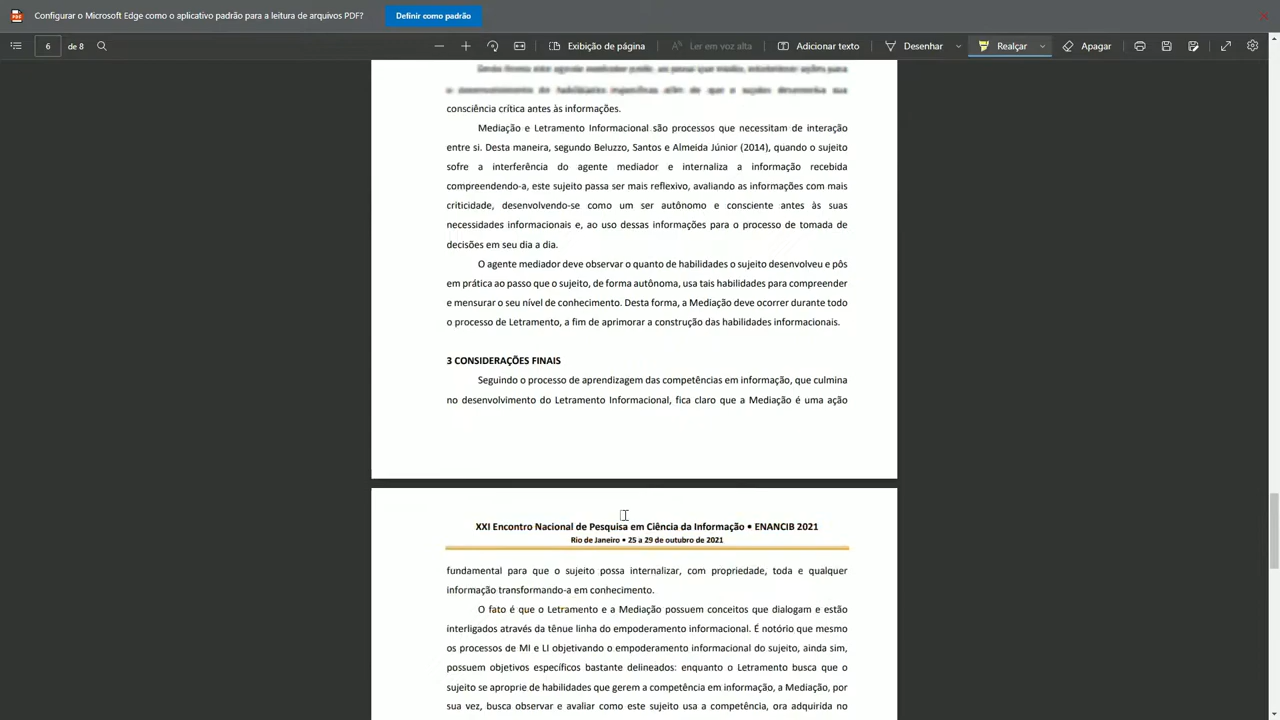 Configurar o Microsoft Edge como o aplicativo padrão para a leitura de arquivos PDF? Definir como padrão
6 de 8 Exibição de página Ler em voz alta Adicionar texto Desenhar Realçar Apagar
consciência crítica antes às informações.
Mediação e Letramento Informacional são processos que necessitam de interação
entre si. Desta maneira, segundo Beluzzo, Santos e Almeida Júnior (2014), quando o sujeito
sofre a interferência do agente mediador e internaliza a informação recebida
compreendendo-a, este sujeito passa ser mais reflexivo, avaliando as informações com mais
criticidade, desenvolvendo-se como um ser autônomo e consciente antes às suas
necessidades informacionais e, ao uso dessas informações para o processo de tomada de
decisões em seu dia a dia.
O agente mediador deve observar o quanto de habilidades o sujeito desenvolveu e pôs
em prática ao passo que o sujeito, de forma autônoma, usa tais habilidades para compreender
e mensurar o seu nível de conhecimento. Desta forma, a Mediação deve ocorrer durante todo
o processo de Letramento, a fim de aprimorar a construção das habilidades informacionais.
3 CONSIDERAÇÕES FINAIS
Seguindo o processo de aprendizagem das competências em informação, que culmina
no desenvolvimento do Letramento Informacional, fica claro que a Mediação é uma ação
XXI Encontro Nacional de Pesquisa em Ciência da Informação • ENANCIB 2021
Rio de Janeiro • 25 a 29 de outubro de 2021
fundamental para que o sujeito possa internalizar, com propriedade, toda e qualquer
informação transformando-a em conhecimento.
O fato é que o Letramento e a Mediação possuem conceitos que dialogam e estão
interligados através da tênue linha do empoderamento informacional. É notório que mesmo
os processos de MI e LI objetivando o empoderamento informacional do sujeito, ainda sim,
possuem objetivos específicos bastante delineados: enquanto o Letramento busca que o
sujeito se aproprie de habilidades que gerem a competência em informação, a Mediação, por
sua vez, busca observar e avaliar como este sujeito usa a competência, ora adquirida no